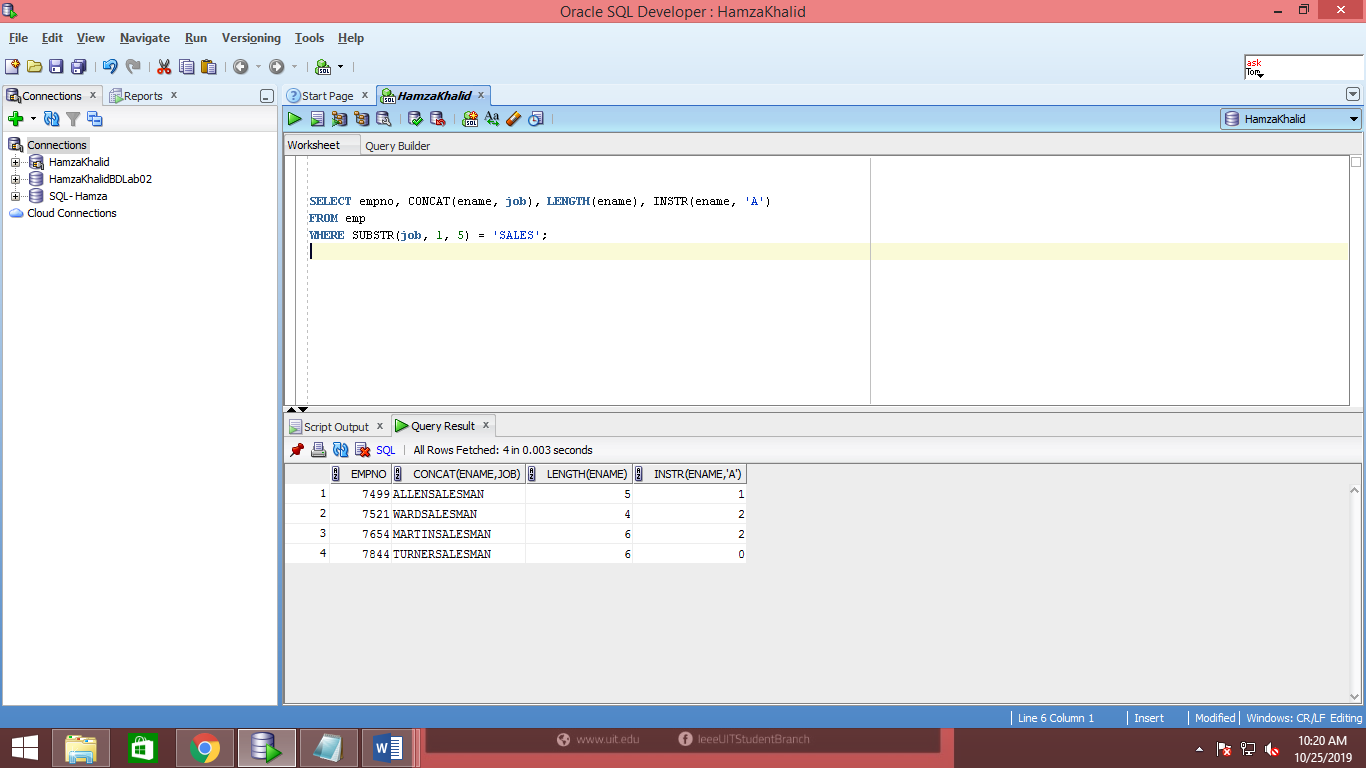 Oracle SQL Developer : HamzaKhalid
File Edit View Navigate Run Versioning Tools Help
ask
Tom
Connections x Reports x
Start Page x HamzaKhalid x
HamzaKhalid
Connections
HamzaKhalid
HamzaKhalidBDLab02
SQL-Hamza
Cloud Connections
Worksheet Query Builder
SELECT empno, CONCAT(ename, job), LENGTH(ename), INSTR(ename, 'A')
FROM emp
WHERE SUBSTR(job, 1, 5) = 'SALES';
Script Output x Query Result x
SQL | All Rows Fetched: 4 in 0.003 seconds
EMPNO CONCAT(ENAME,JOB) LENGTH(ENAME) INSTR(ENAME,'A')
1 7499 ALLENSALESMAN 5 1
2 7521 WARDSALESMAN 4 2
3 7654 MARTINSALESMAN 6 2
4 7844 TURNERSALESMAN 6 0
Line 6 Column 1 | Insert | Modified | Windows: CR/LF Editing
www.uit.edu IeeeUITStudentBranch
10:20 AM
10/25/2019